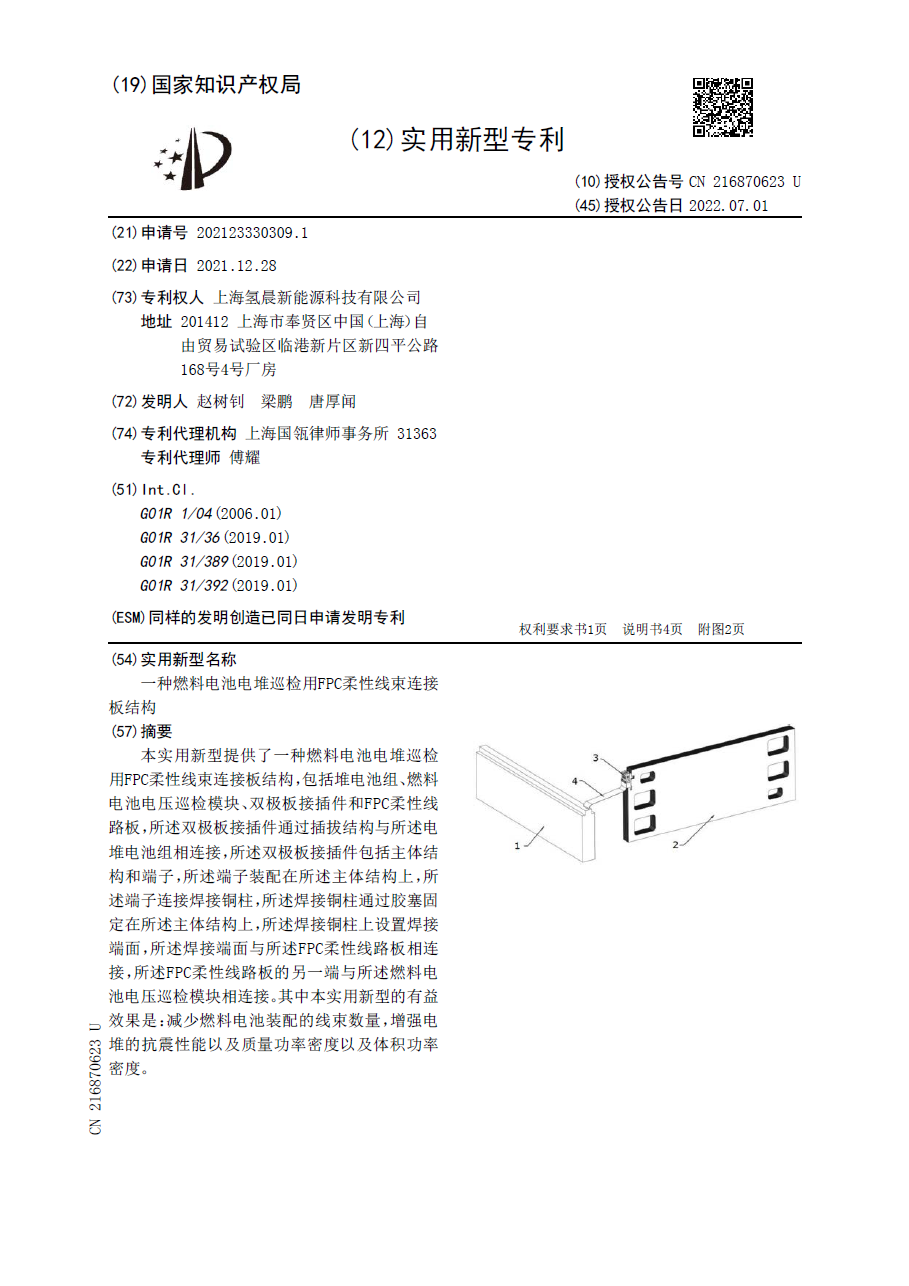 (19)国家知识产权局
(12)实用新型专利
(10)授权公告号 CN 216870623 U
(45)授权公告日 2022.07.01
(21)申请号 202123330309.1
(22)申请日 2021.12.28
(73)专利权人 上海氢晨新能源科技有限公司
地址 201412 上海市奉贤区中国(上海)自
由贸易试验区临港新片区新四平公路
168号4号厂房
(72)发明人 赵树钊 梁鹏 唐厚闻
(74)专利代理机构 上海国瓴律师事务所 31363
专利代理师 傅耀
(51)Int.Cl.
G01R 1/04(2006.01)
G01R 31/36(2019.01)
G01R 31/389(2019.01)
G01R 31/392(2019.01)
(ESM)同样的发明创造已同日申请发明专利
权利要求书1页 说明书4页 附图2页
(54)实用新型名称
一种燃料电池电堆巡检用FPC柔性线束连接
板结构
(57)摘要
本实用新型提供了一种燃料电池电堆巡检
用FPC柔性线束连接板结构,包括堆电池组、燃料
电池电压巡检模块、双极板接插件和FPC柔性线
路板,所述双极板接插件通过插拔结构与所述电
堆电池组相连接,所述双极板接插件包括主体结
构和端子,所述端子装配在所述主体结构上,所
述端子连接焊接铜柱,所述焊接铜柱通过胶塞固
定在所述主体结构上,所述焊接铜柱上设置焊接
端面,所述焊接端面与所述FPC柔性线路板相连
接,所述FPC柔性线路板的另一端与所述燃料电
池电压巡检模块相连接。其中本实用新型的有益
效果是:减少燃料电池装配的线束数量,增强电
堆的抗震性能以及质量功率密度以及体积功率
密度。
1
2
3
4
CN 216870623 U